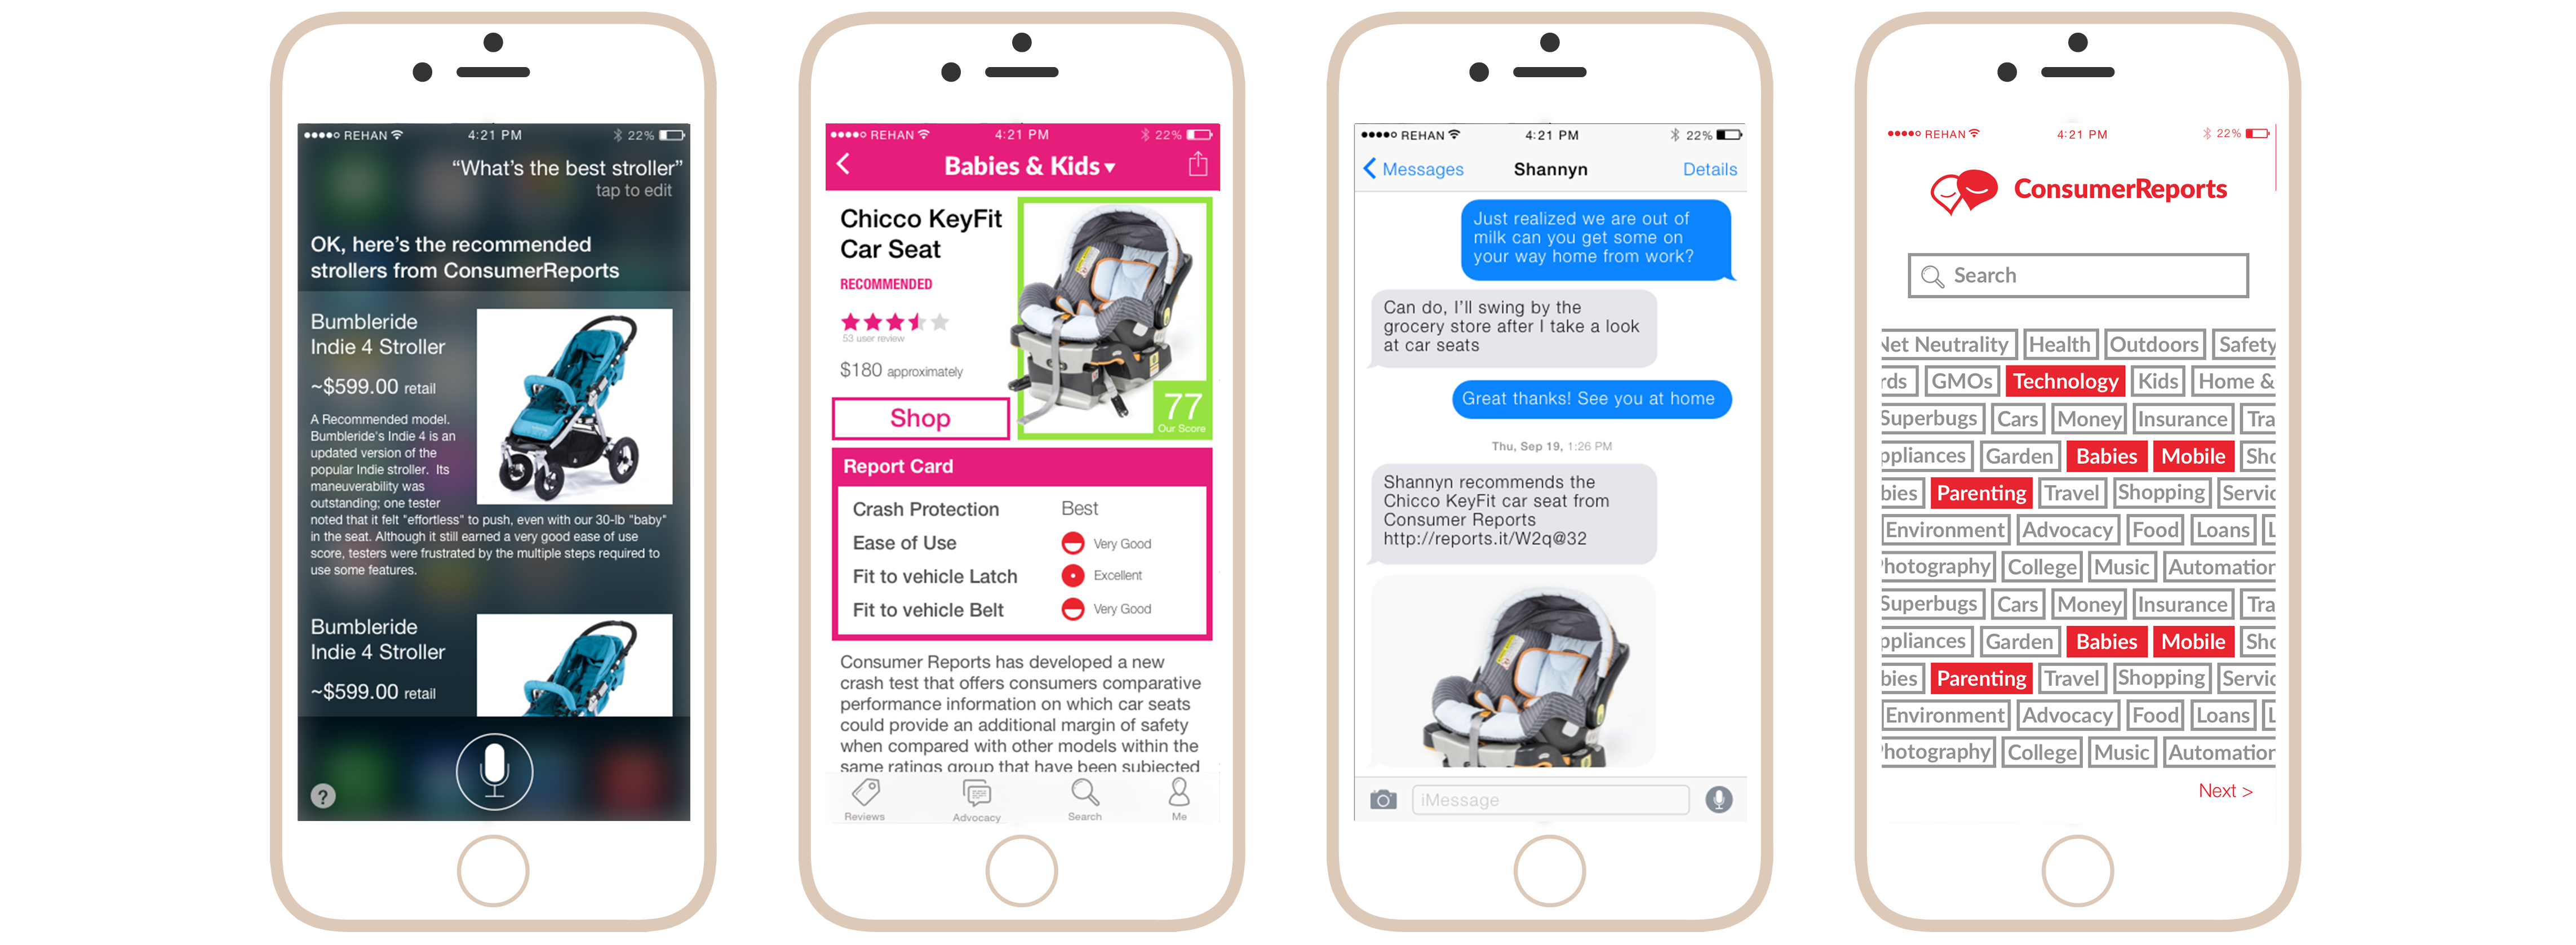 REHAN 4:21 PM 22%
“What’s the best stroller”
tap to edit
OK, here’s the recommended
strollers from ConsumerReports
Bumbleride
Indie 4 Stroller
~$599.00 retail
A Recommended model.
Bumbleride's Indie 4 is an
updated version of the
popular Indie stroller. Its
maneuverability was
outstanding; one tester
noted that it felt "effortless" to push, even with our 30-lb "baby"
in the seat. Although it still earned a very good ease of use
score, testers were frustrated by the multiple steps required to
use some features.
Bumbleride
Indie 4 Stroller
~$599.00 retail
?
REHAN 4:21 PM 22%
Babies & Kids
Chicco KeyFit
Car Seat
RECOMMENDED
53 user review
$180 approximately
Shop
77
Our Score
Report Card
Crash Protection Best
Ease of Use Very Good
Fit to vehicle Latch Excellent
Fit to vehicle Belt Very Good
Consumer Reports has developed a new
crash test that offers consumers comparative
performance information on which car seats
could provide an additional margin of safety
when compared with other models within the
same ratings group that have been subjected
Reviews Advocacy Search Me
REHAN 4:21 PM 22%
Messages Shannyn Details
Just realized we are out of
milk can you get some on
your way home from work?
Can do, I’ll swing by the
grocery store after I take a look
at car seats
Great thanks! See you at home
Thu, Sep 19, 1:26 PM
Shannyn recommends the
Chicco KeyFit car seat from
Consumer Reports
http://reports.it/W2q@32
iMessage
REHAN 4:21 PM 22%
ConsumerReports
Search
Net Neutrality Health Outdoors Safety
rds GMOs Technology Kids Home &
Superbugs Cars Money Insurance Tra
ppliances Garden Babies Mobile Sho
bies Parenting Travel Shopping Servic
Environment Advocacy Food Loans L
Photography College Music Automation
Superbugs Cars Money Insurance Tra
ppliances Garden Babies Mobile Sho
bies Parenting Travel Shopping Servic
Environment Advocacy Food Loans L
Photography College Music Automation
Next >